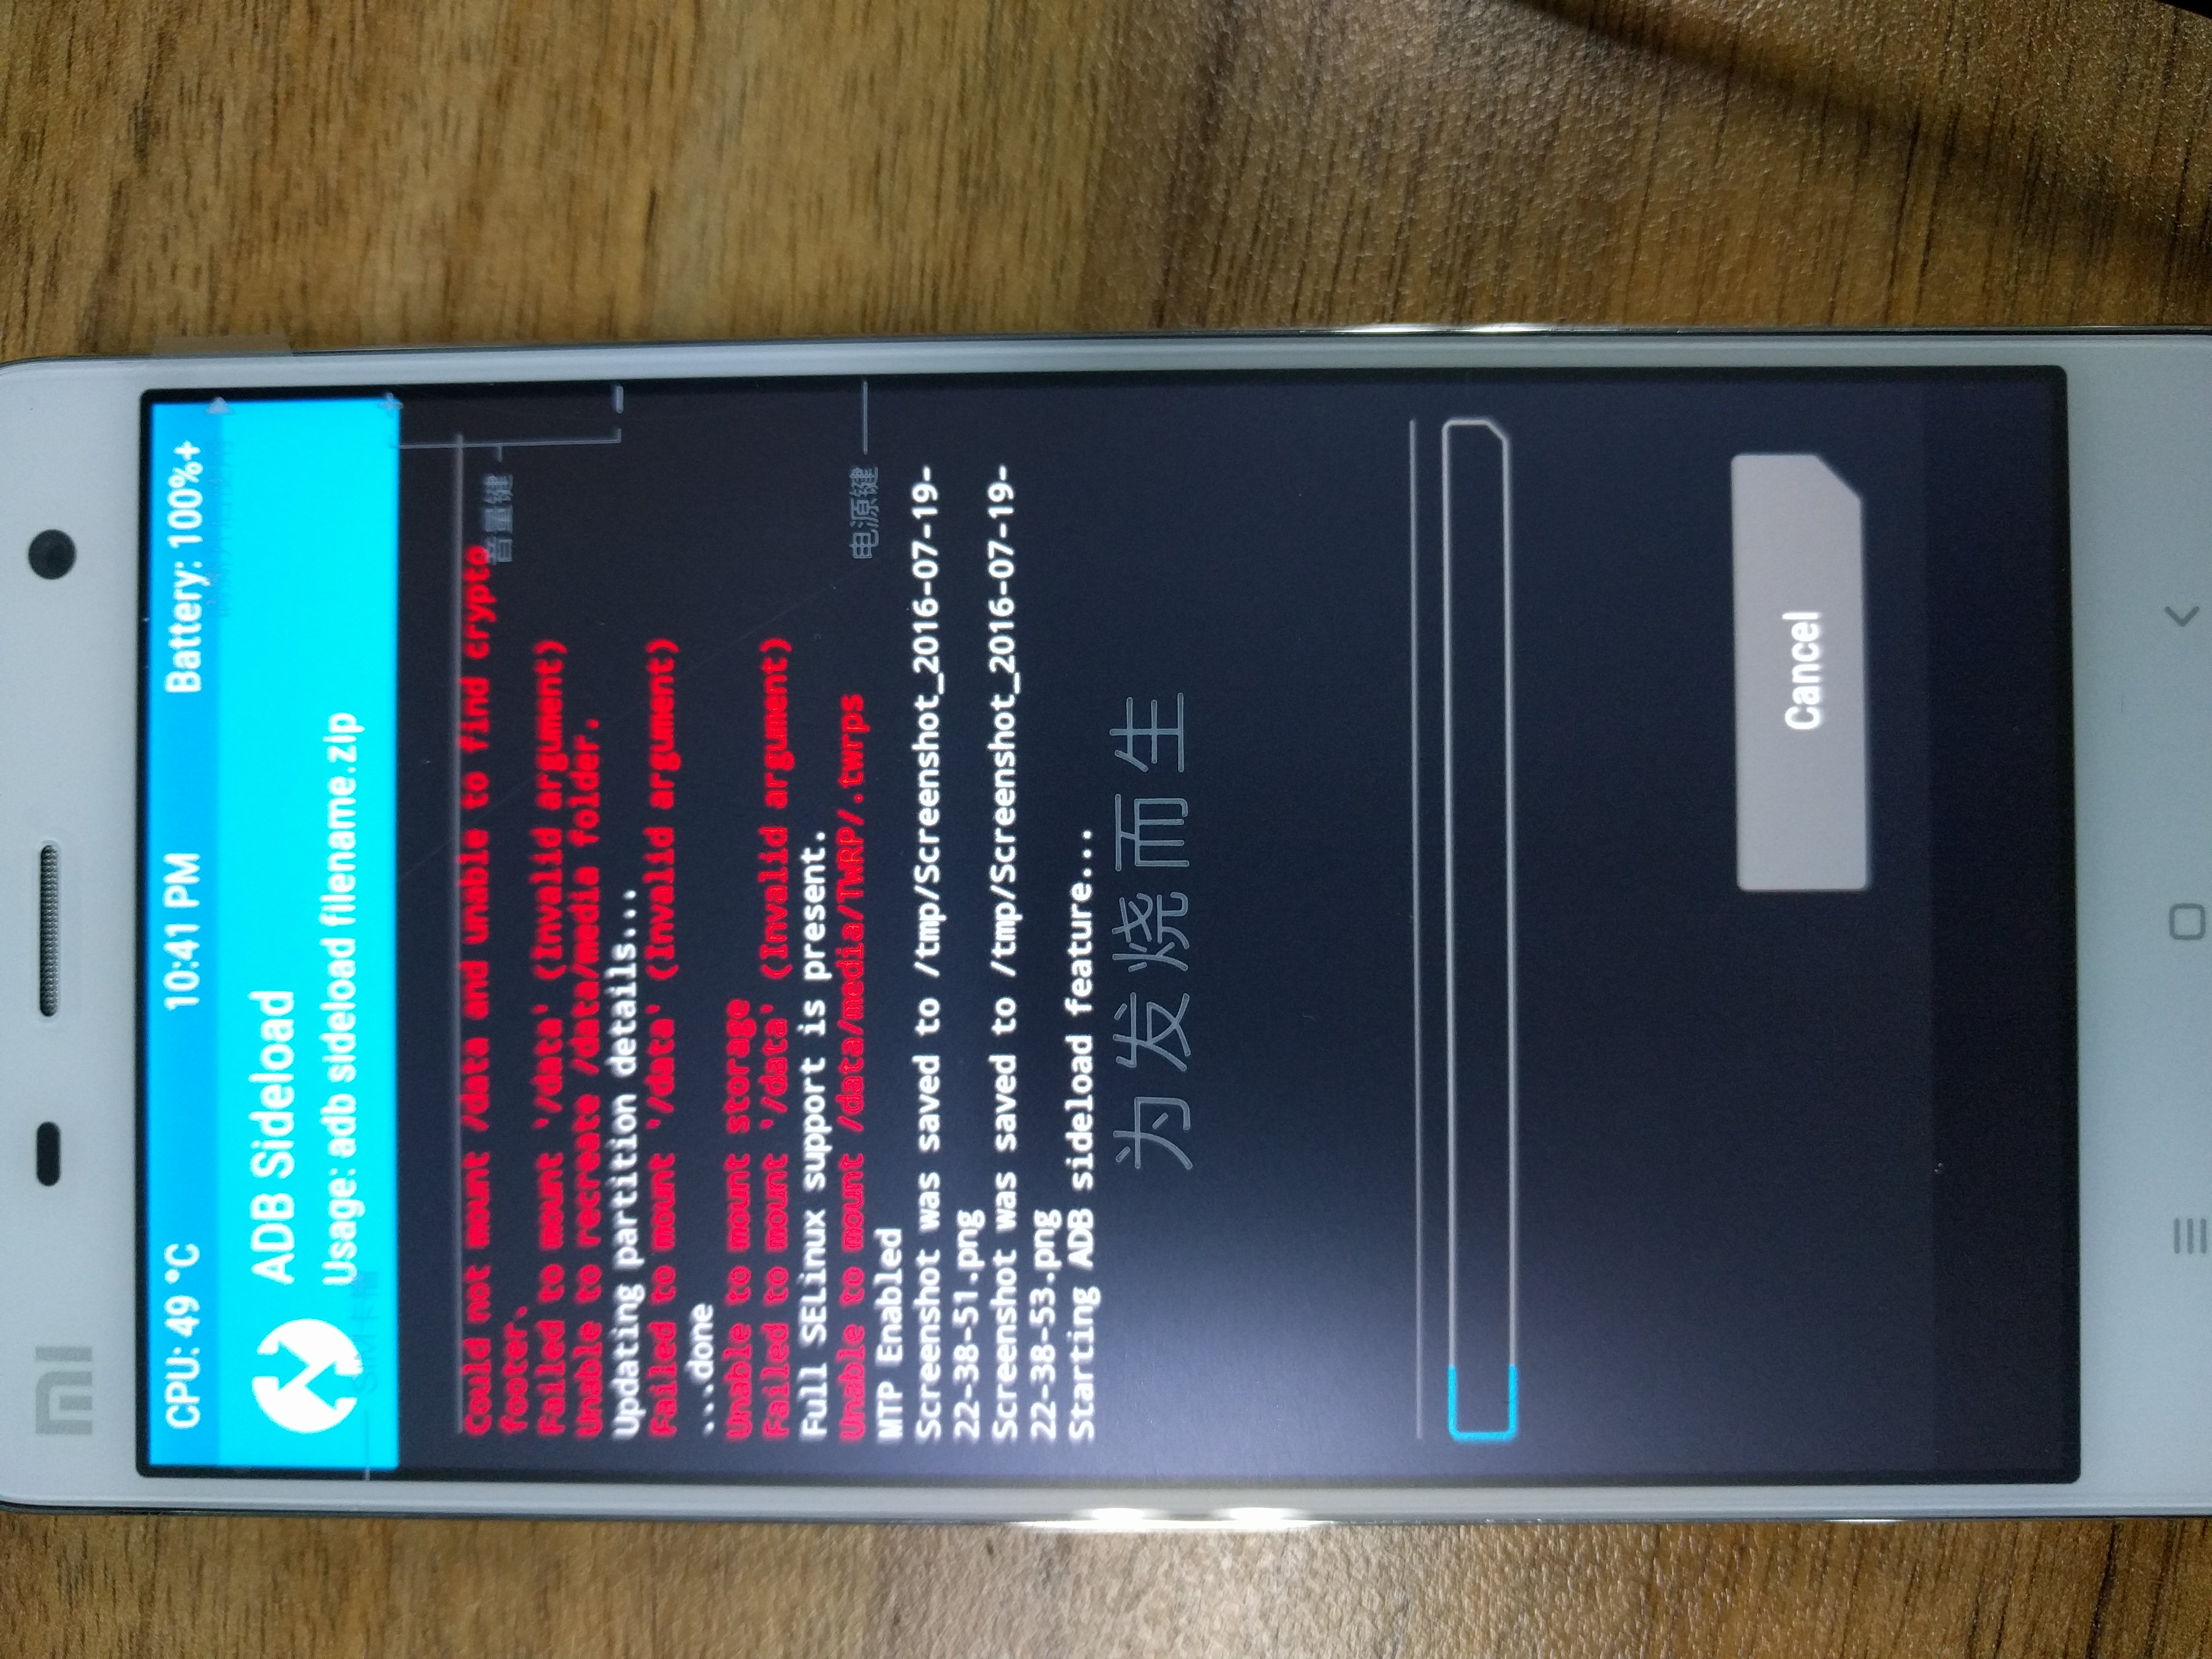 CPU: 49 °C 10:41 PM Battery: 100%+
ADB Sideload
Usage: adb sideload filename.zip
SIM卡槽
Could not mount /data and unable to find crypto
footer.
音量键
Failed to mount '/data' (Invalid argument)
Unable to recreate /data/media folder.
Updating partition details...
Failed to mount '/data' (Invalid argument)
...done
Unable to mount storage
Failed to mount '/data' (Invalid argument)
Full SELinux support is present.
Unable to mount /data/media/TWRP/.twrps
电源键
MTP Enabled
Screenshot was saved to /tmp/Screenshot_2016-07-19-
22-38-51.png
Screenshot was saved to /tmp/Screenshot_2016-07-19-
22-38-53.png
Starting ADB sideload feature...
为发烧而生
Cancel